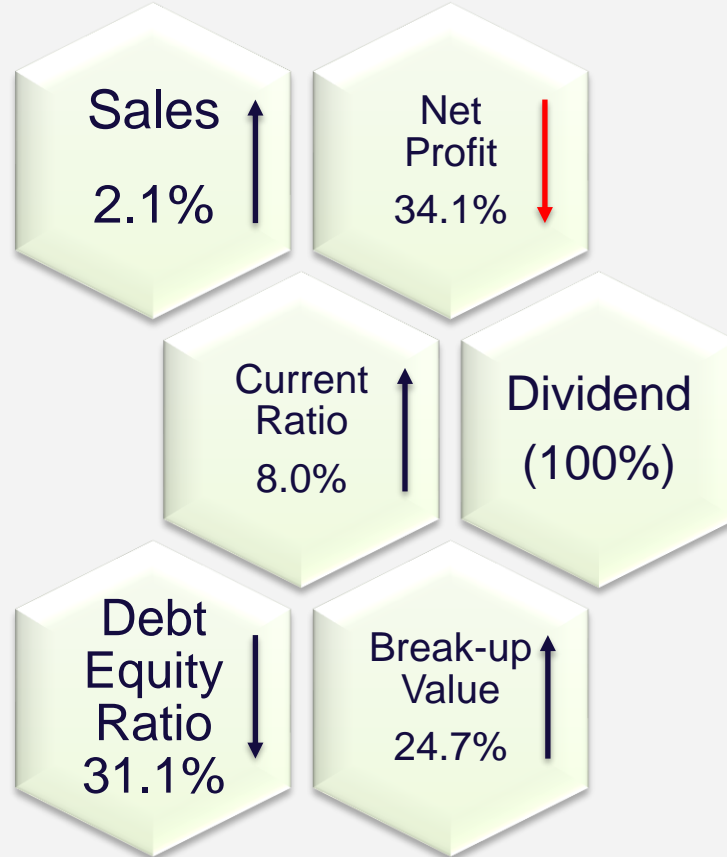 Sales
2.1%
Net
Profit
34.1%
Current
Ratio
8.0%
Dividend
(100%)
Debt
Equity
Ratio
31.1%
Break-up
Value
24.7%